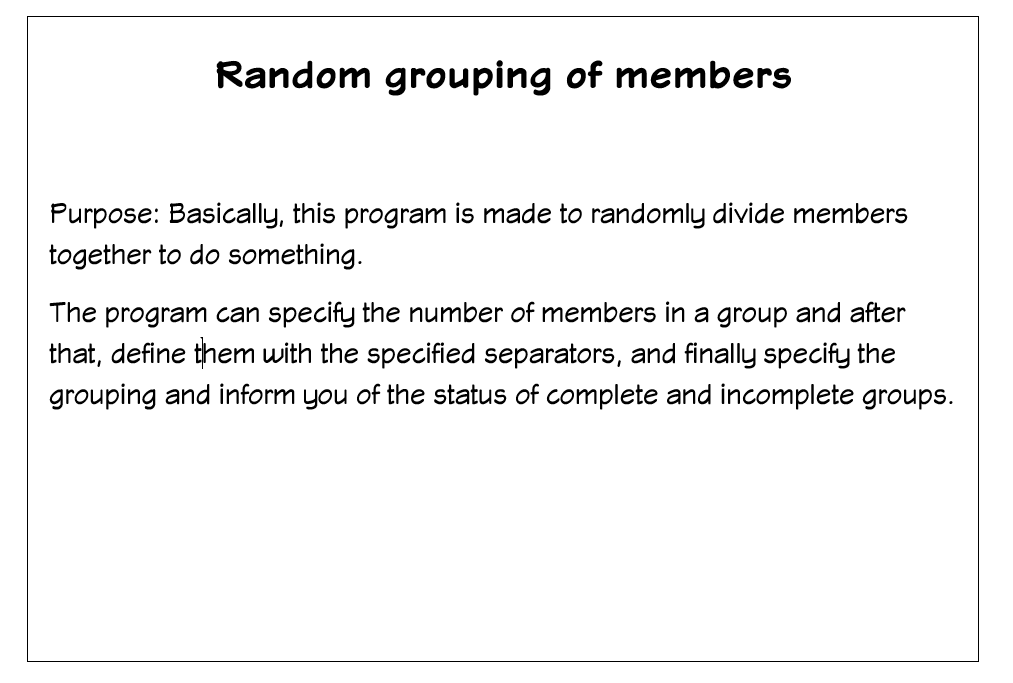 Random grouping of members
Purpose: Basically, this program is made to randomly divide members
together to do something.
The program can specify the number of members in a group and after
that, define them with the specified separators, and finally specify the
grouping and inform you of the status of complete and incomplete groups.